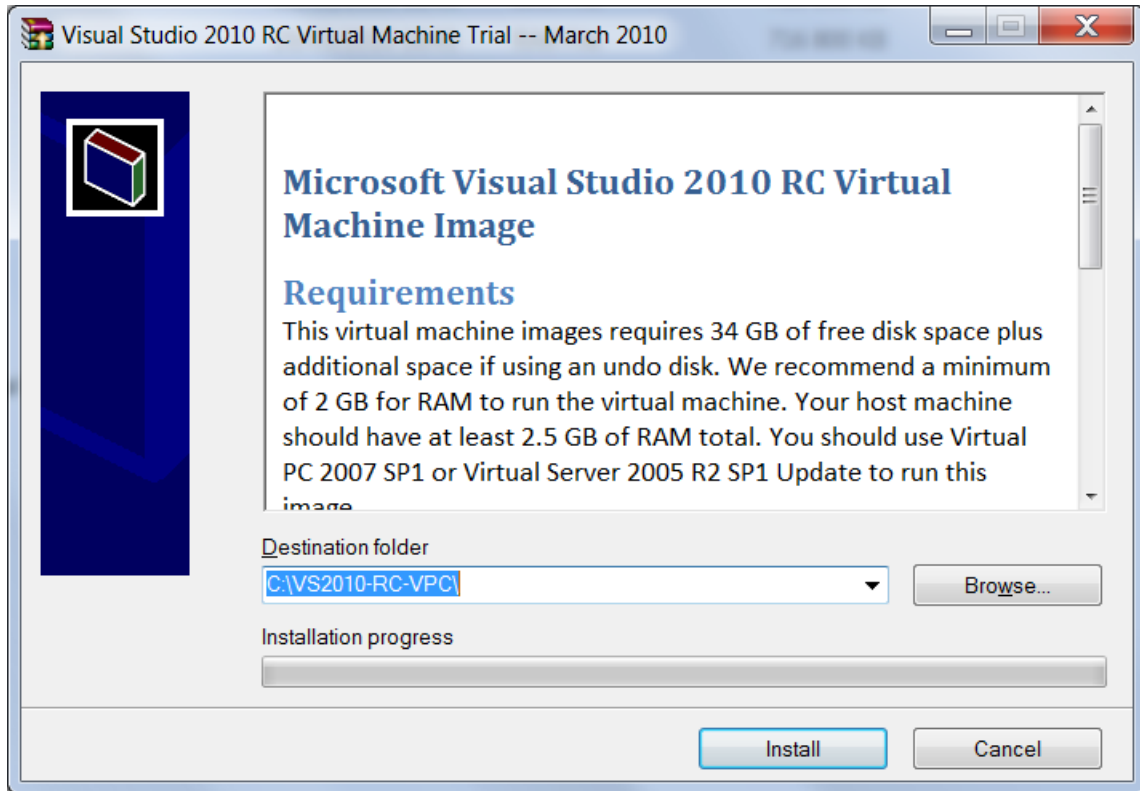 Visual Studio 2010 RC Virtual Machine Trial -- March 2010
Microsoft Visual Studio 2010 RC Virtual
Machine Image
Requirements
This virtual machine images requires 34 GB of free disk space plus
additional space if using an undo disk. We recommend a minimum
of 2 GB for RAM to run the virtual machine. Your host machine
should have at least 2.5 GB of RAM total. You should use Virtual
PC 2007 SP1 or Virtual Server 2005 R2 SP1 Update to run this
image
Destination folder
C:\VS2010-RC-VPC\
Browse...
Installation progress
Install
Cancel